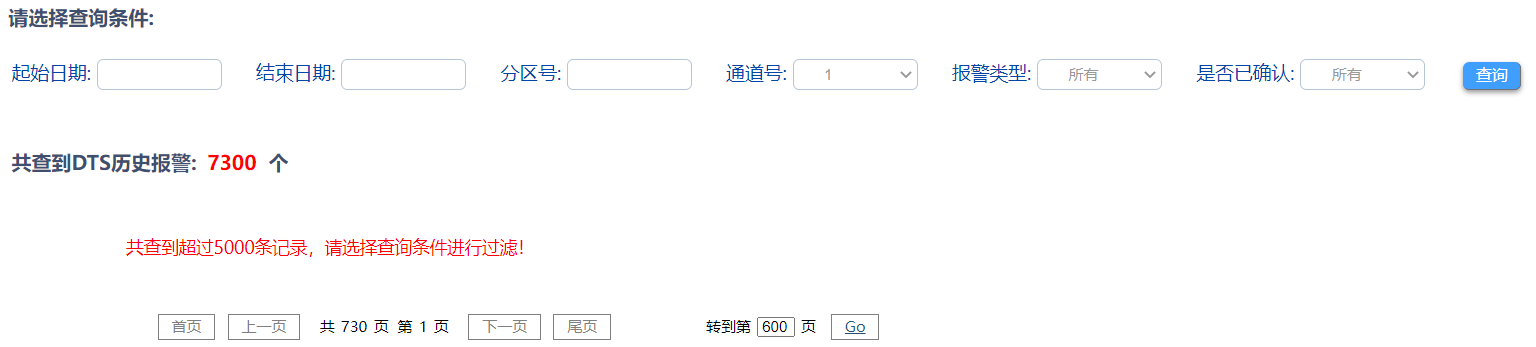 请选择查询条件:
起始日期: 结束日期: 分区号: 通道号: 1 报警类型: 所有 是否已确认: 所有 查询
共查到DTS历史报警: 7300 个
共查到超过5000条记录，请选择查询条件进行过滤！
首页 上一页 共 730 页 第 1 页 下一页 尾页 转到第 600 页 Go